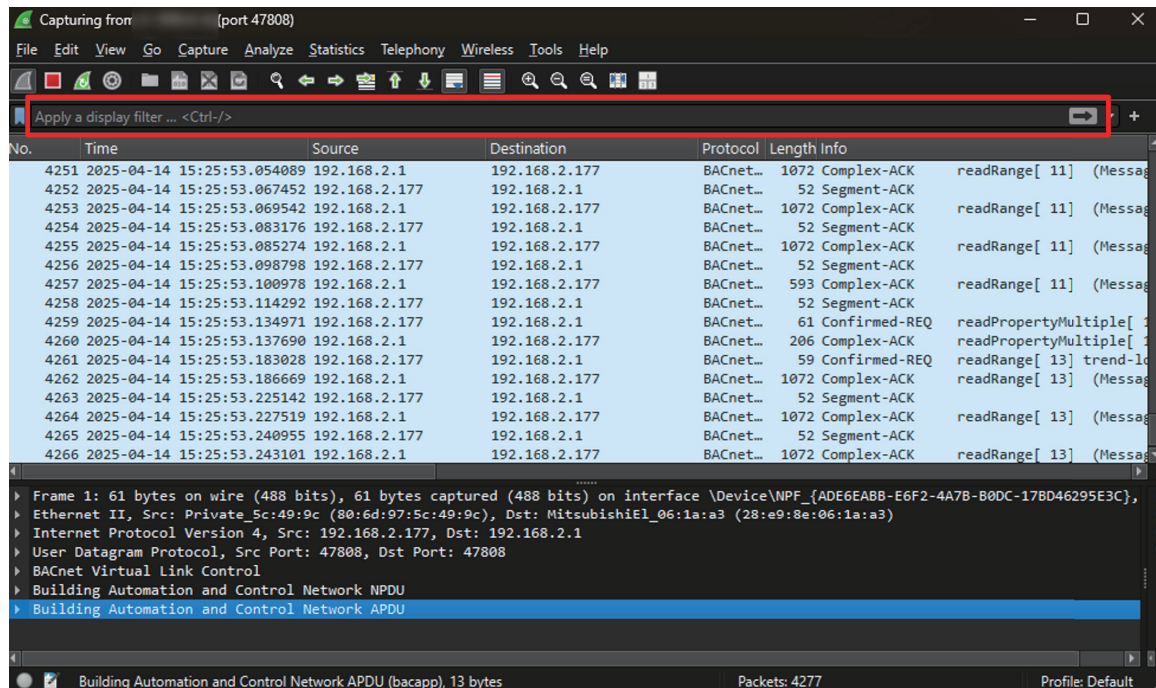 Capturing from (port 47808)
File Edit View Go Capture Analyze Statistics Telephony Wireless Tools Help
Apply a display filter ... <Ctrl-/>
No. Time Source Destination Protocol Length Info
4251 2025-04-14 15:25:53.054089 192.168.2.1 192.168.2.177 BACnet… 1072 Complex-ACK readRange[ 11] (Messag
4252 2025-04-14 15:25:53.067452 192.168.2.177 192.168.2.1 BACnet… 52 Segment-ACK
4253 2025-04-14 15:25:53.069542 192.168.2.1 192.168.2.177 BACnet… 1072 Complex-ACK readRange[ 11] (Messag
4254 2025-04-14 15:25:53.083176 192.168.2.177 192.168.2.1 BACnet… 52 Segment-ACK
4255 2025-04-14 15:25:53.085274 192.168.2.1 192.168.2.177 BACnet… 1072 Complex-ACK readRange[ 11] (Messag
4256 2025-04-14 15:25:53.098798 192.168.2.177 192.168.2.1 BACnet… 52 Segment-ACK
4257 2025-04-14 15:25:53.100978 192.168.2.1 192.168.2.177 BACnet… 593 Complex-ACK readRange[ 11] (Messag
4258 2025-04-14 15:25:53.114292 192.168.2.177 192.168.2.1 BACnet… 52 Segment-ACK
4259 2025-04-14 15:25:53.134971 192.168.2.177 192.168.2.1 BACnet… 61 Confirmed-REQ readPropertyMultiple[ 1
4260 2025-04-14 15:25:53.137690 192.168.2.1 192.168.2.177 BACnet… 206 Complex-ACK readPropertyMultiple[ 1
4261 2025-04-14 15:25:53.183028 192.168.2.177 192.168.2.1 BACnet… 59 Confirmed-REQ readRange[ 13] trend-lo
4262 2025-04-14 15:25:53.186669 192.168.2.1 192.168.2.177 BACnet… 1072 Complex-ACK readRange[ 13] (Messag
4263 2025-04-14 15:25:53.225142 192.168.2.177 192.168.2.1 BACnet… 52 Segment-ACK
4264 2025-04-14 15:25:53.227519 192.168.2.1 192.168.2.177 BACnet… 1072 Complex-ACK readRange[ 13] (Messag
4265 2025-04-14 15:25:53.240955 192.168.2.177 192.168.2.1 BACnet… 52 Segment-ACK
4266 2025-04-14 15:25:53.243101 192.168.2.1 192.168.2.177 BACnet… 1072 Complex-ACK readRange[ 13] (Messag
Frame 1: 61 bytes on wire (488 bits), 61 bytes captured (488 bits) on interface \Device\NPF_{ADE6EABB-E6F2-4A7B-B0DC-17BD46295E3C},
Ethernet II, Src: Private_5c:49:9c (80:6d:97:5c:49:9c), Dst: MitsubishiEl_06:1a:a3 (28:e9:8e:06:1a:a3)
Internet Protocol Version 4, Src: 192.168.2.177, Dst: 192.168.2.1
User Datagram Protocol, Src Port: 47808, Dst Port: 47808
BACnet Virtual Link Control
Building Automation and Control Network NPDU
Building Automation and Control Network APDU
Building Automation and Control Network APDU (bacapp), 13 bytes Packets: 4277 Profile: Default